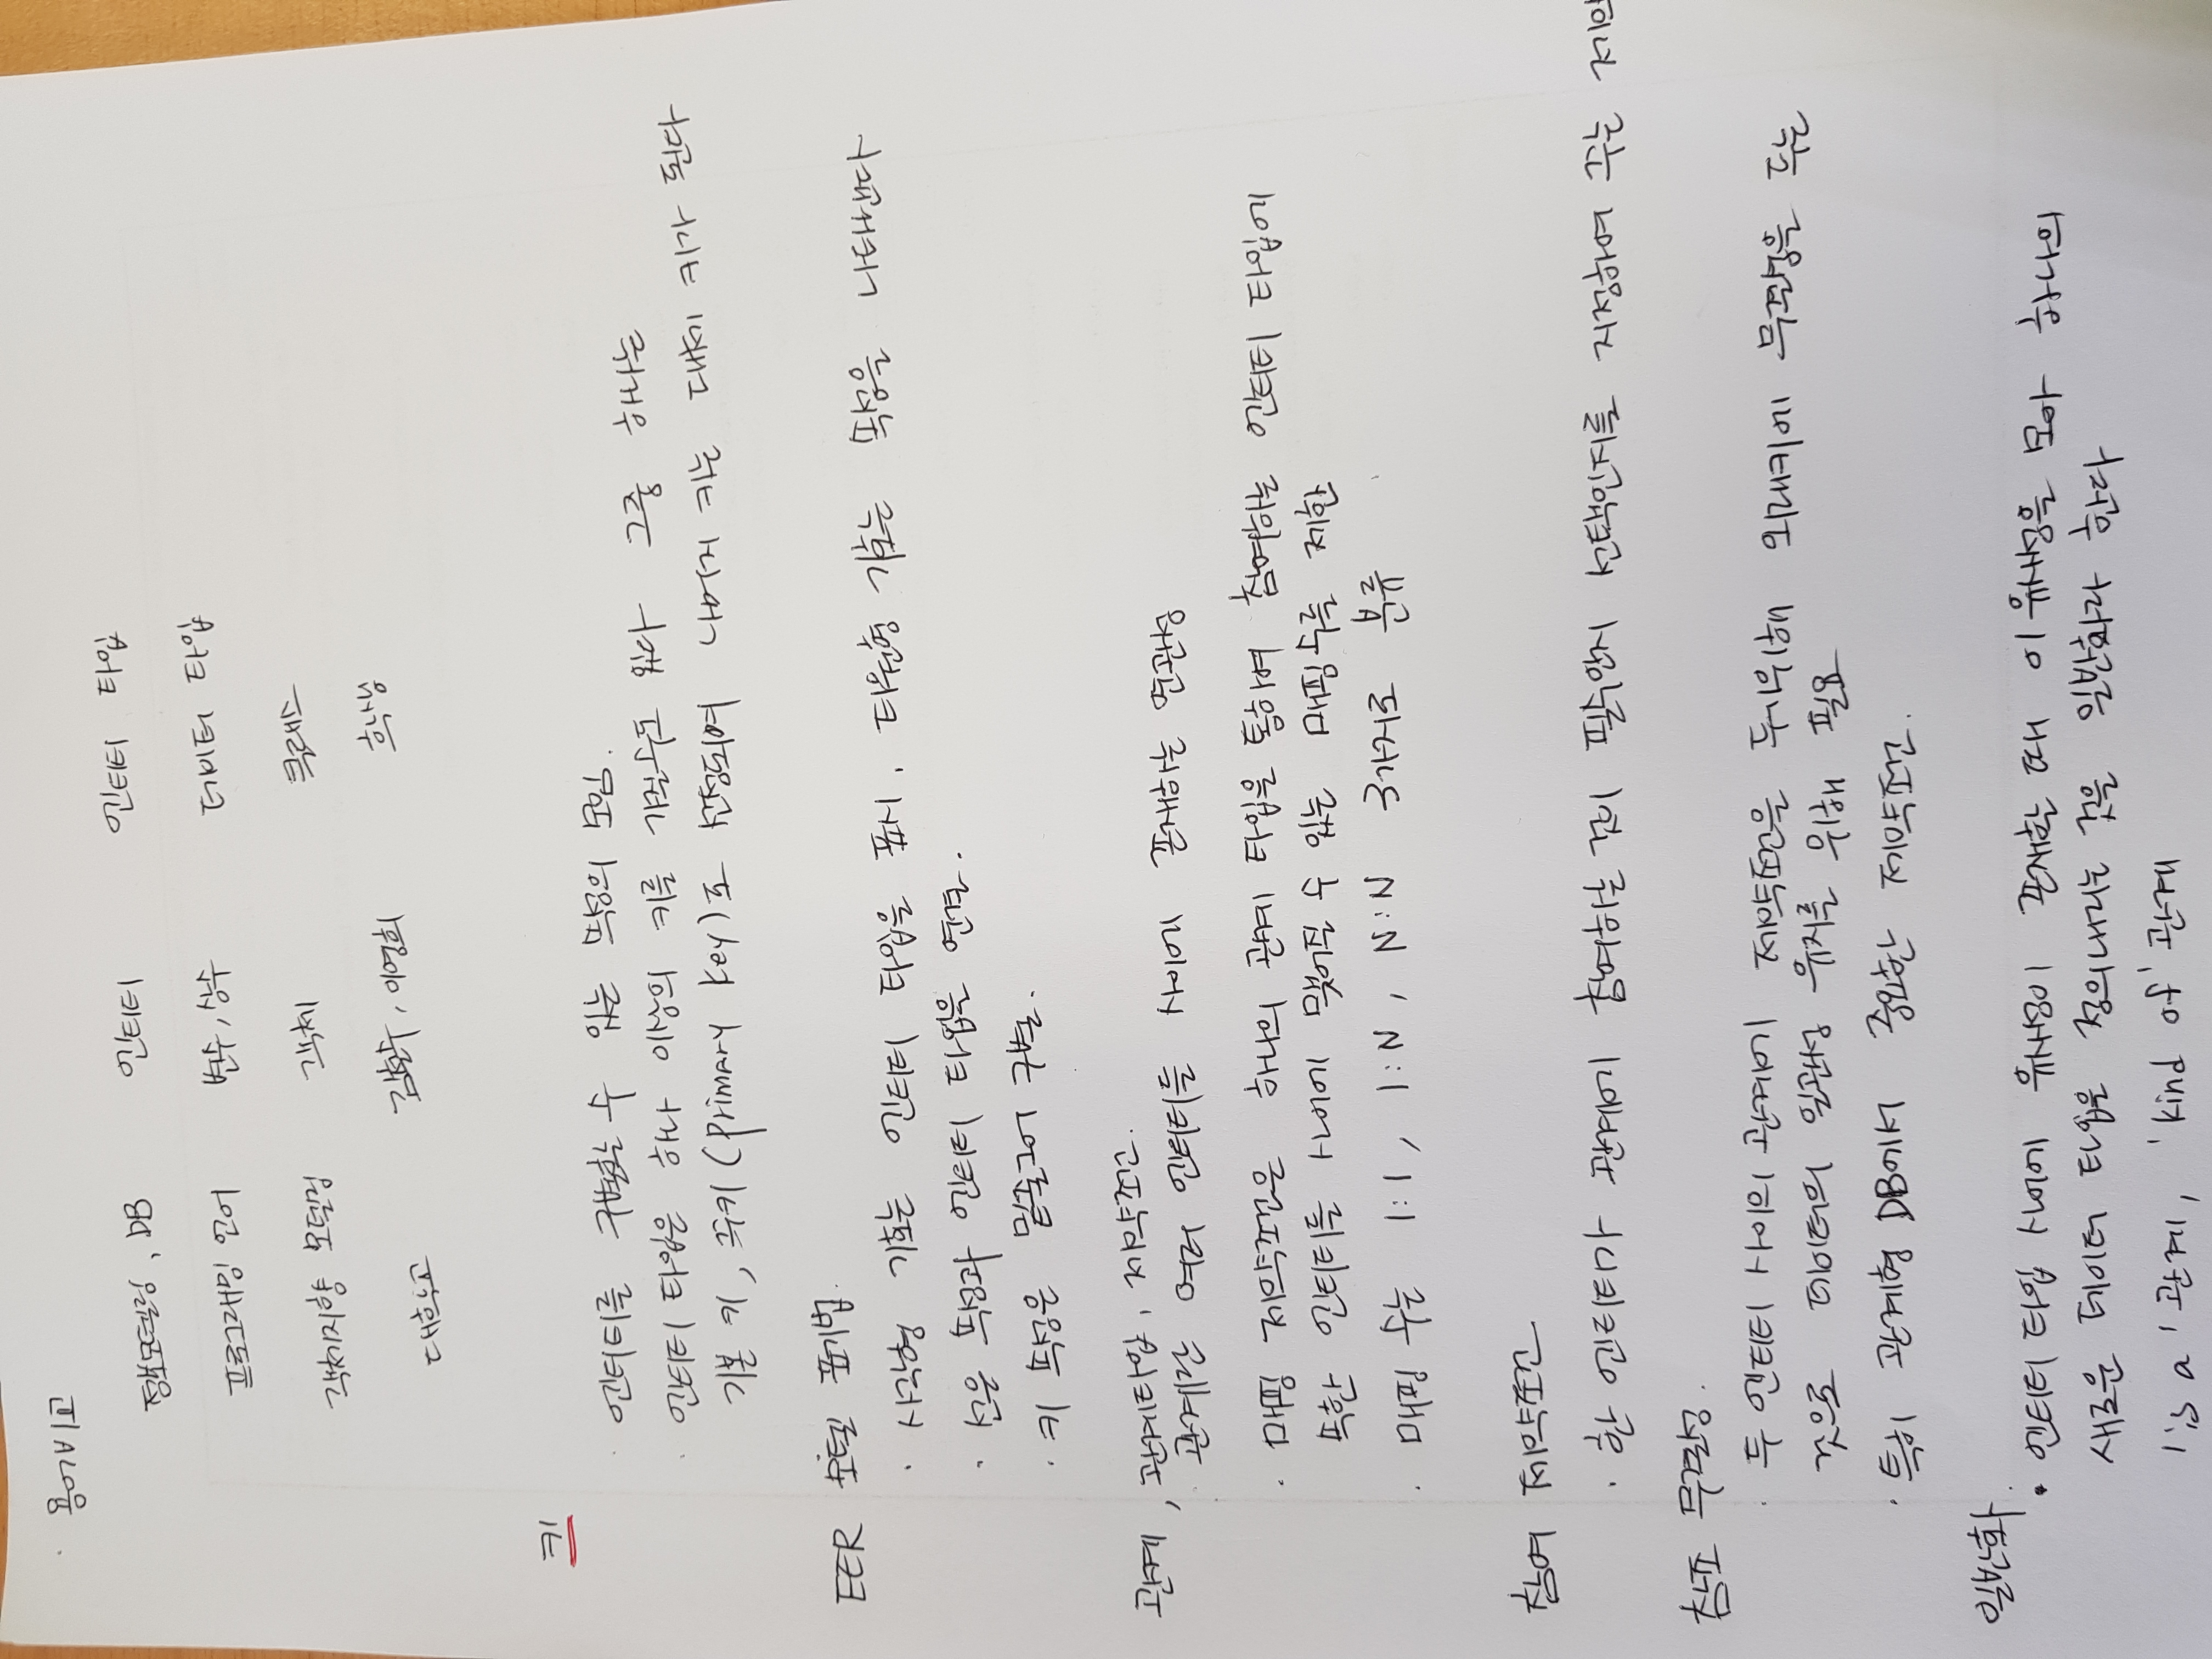 · 용어비교
정보모델링, DB 엔티티 엔티티 타입
프로그래밍 언어 변수, 상수 데이터 타입
객체지향 모델링 객체 클래스
대학교 김철수, 이영희 학생
키
· 엔티티를 구별할 수 있는 속성의 모임.
· 엔티티 타입은 하나 이상의 키를 가질수도 있다 그중 하나는
기본 키, 주키(primary key)로 선정되며 나머지 키는 대체 키가 된다
EER 모델 표기법.
· 사각형 기호는 엔티티 타입을 표시, 타원형 기호는 속성을 나타낸다
· 선은 속성과 엔티티 타입을 연결.
· 키 속성은 밑줄그어 구별.
관계, 관계타입, 제약조건.
· 관계란 여러 엔티티들 사이에 존재하는 연관성
· 매핑 제약조건은 하나의 관계 타입을 통하여 참여하는 엔티티 타입에
속한 엔티티들 사이에 맺어질 수 있는 매핑수를 제한
· 매핑 수는 1:1, 1:N, N:N 3가지로 분류
참여 제약조건
· 한 엔티티가 관계에 참여하는 것이 필수인지 선택인지를 지정하여 주는 제약
참조 무결성.
· 두 엔티티 사이의 관계에 제약조건을 두기위해 외래키에 무결성을 두는
것으로 데이터의 일관성 유지를 위해 필요
· 특히 관계형 DB에서 중요한 제약조건.
일반화.
· 엔티티 타입 사이에 유사성이 존재할 때 이 유사성을 모아 하나의
새로운 데이터 타입을 정의내리는 것을 일반화라 한다
'is a' 관계, 'kind of' 관계